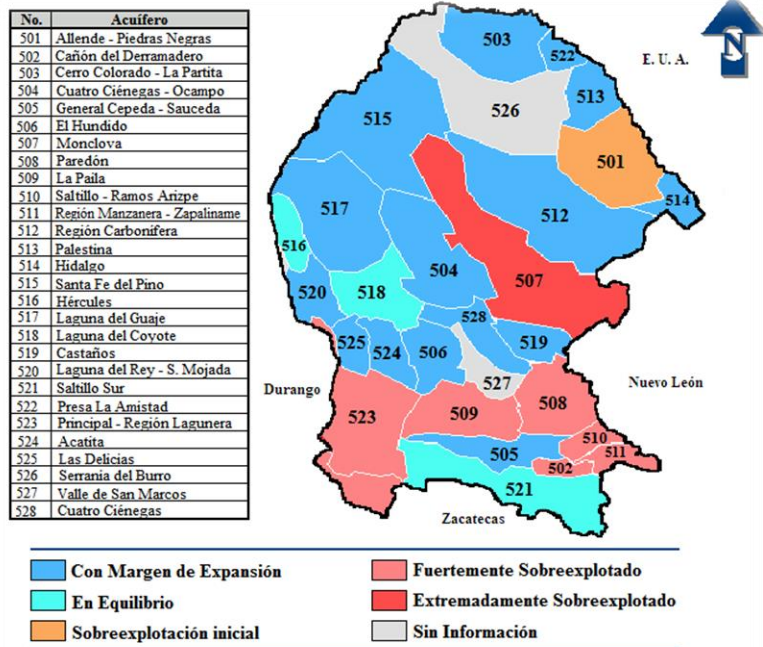 No. Acuífero
501 Allende - Piedras Negras
502 Cañón del Derramadero
503 Cerro Colorado - La Partita
504 Cuatro Ciénegas - Ocampo
505 General Cepeda - Sauceda
506 El Hundido
507 Monclova
508 Paredón
509 La Paila
510 Saltillo - Ramos Arizpe
511 Región Manzanera - Zapaliname
512 Región Carbonifera
513 Palestina
514 Hidalgo
515 Santa Fe del Pino
516 Hércules
517 Laguna del Guaje
518 Laguna del Coyote
519 Castaños
520 Laguna del Rey - S. Mojada
521 Saltillo Sur
522 Presa La Amistad
523 Principal - Región Lagunera
524 Acatita
525 Las Delicias
526 Serrania del Burro
527 Valle de San Marcos
528 Cuatro Ciénegas
N
E. U. A.
503
522
526
513
515
501
514
517
512
516
504
507
520
518
528
525
524
506
519
527
Durango
Nuevo León
523
509
508
510
511
505
502
521
Zacatecas
Con Margen de Expansión
En Equilibrio
Sobreexplotación inicial
Fuertemente Sobreexplotado
Extremadamente Sobreexplotado
Sin Información